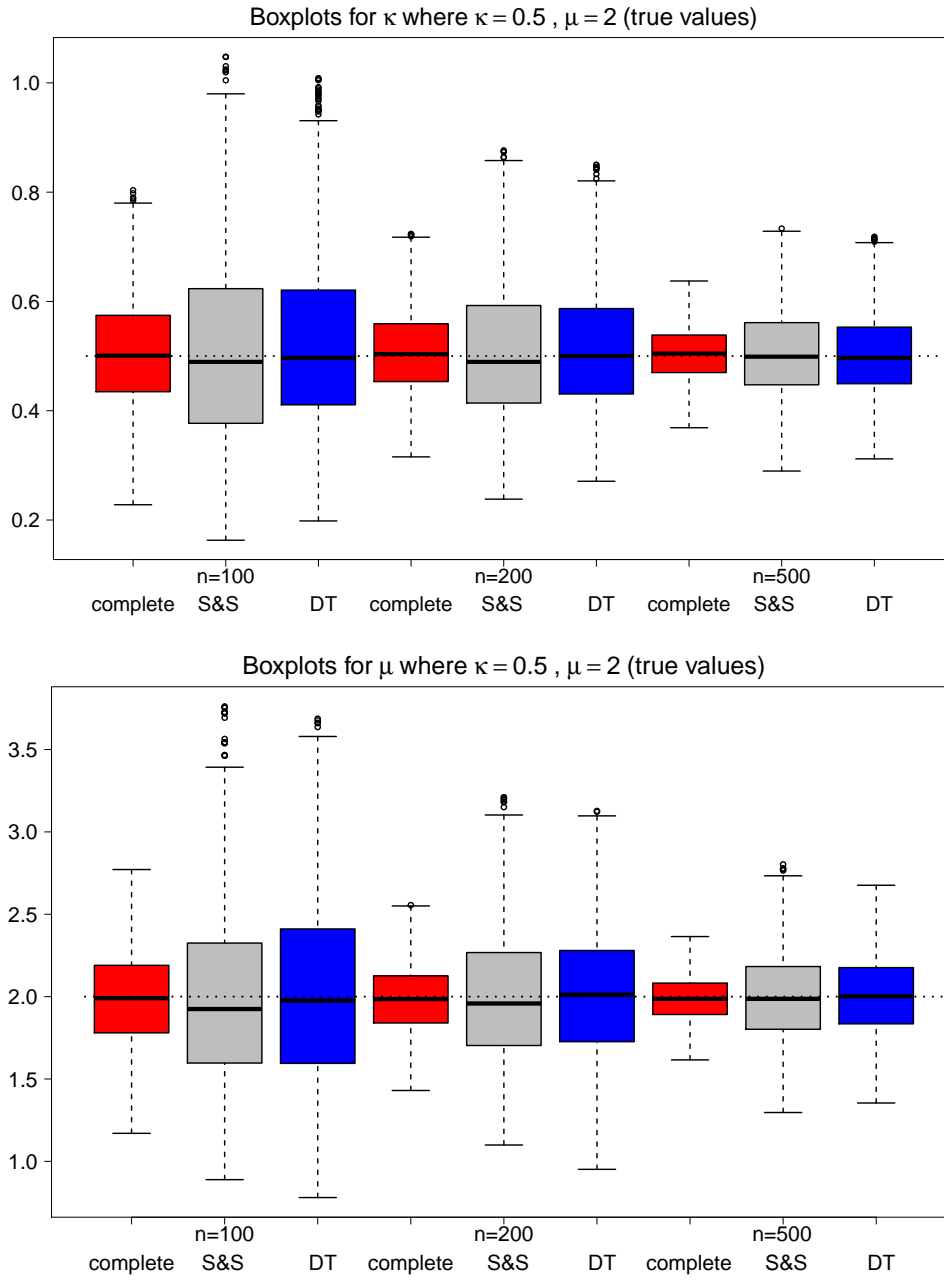 Boxplots for κ where κ = 0.5 , μ = 2 (true values)
1.0
0.8
0.6
0.4
0.2
n=100 n=200 n=500
complete S&S DT complete S&S DT complete S&S DT
Boxplots for μ where κ = 0.5 , μ = 2 (true values)
3.5
3.0
2.5
2.0
1.5
1.0
n=100 n=200 n=500
complete S&S DT complete S&S DT complete S&S DT